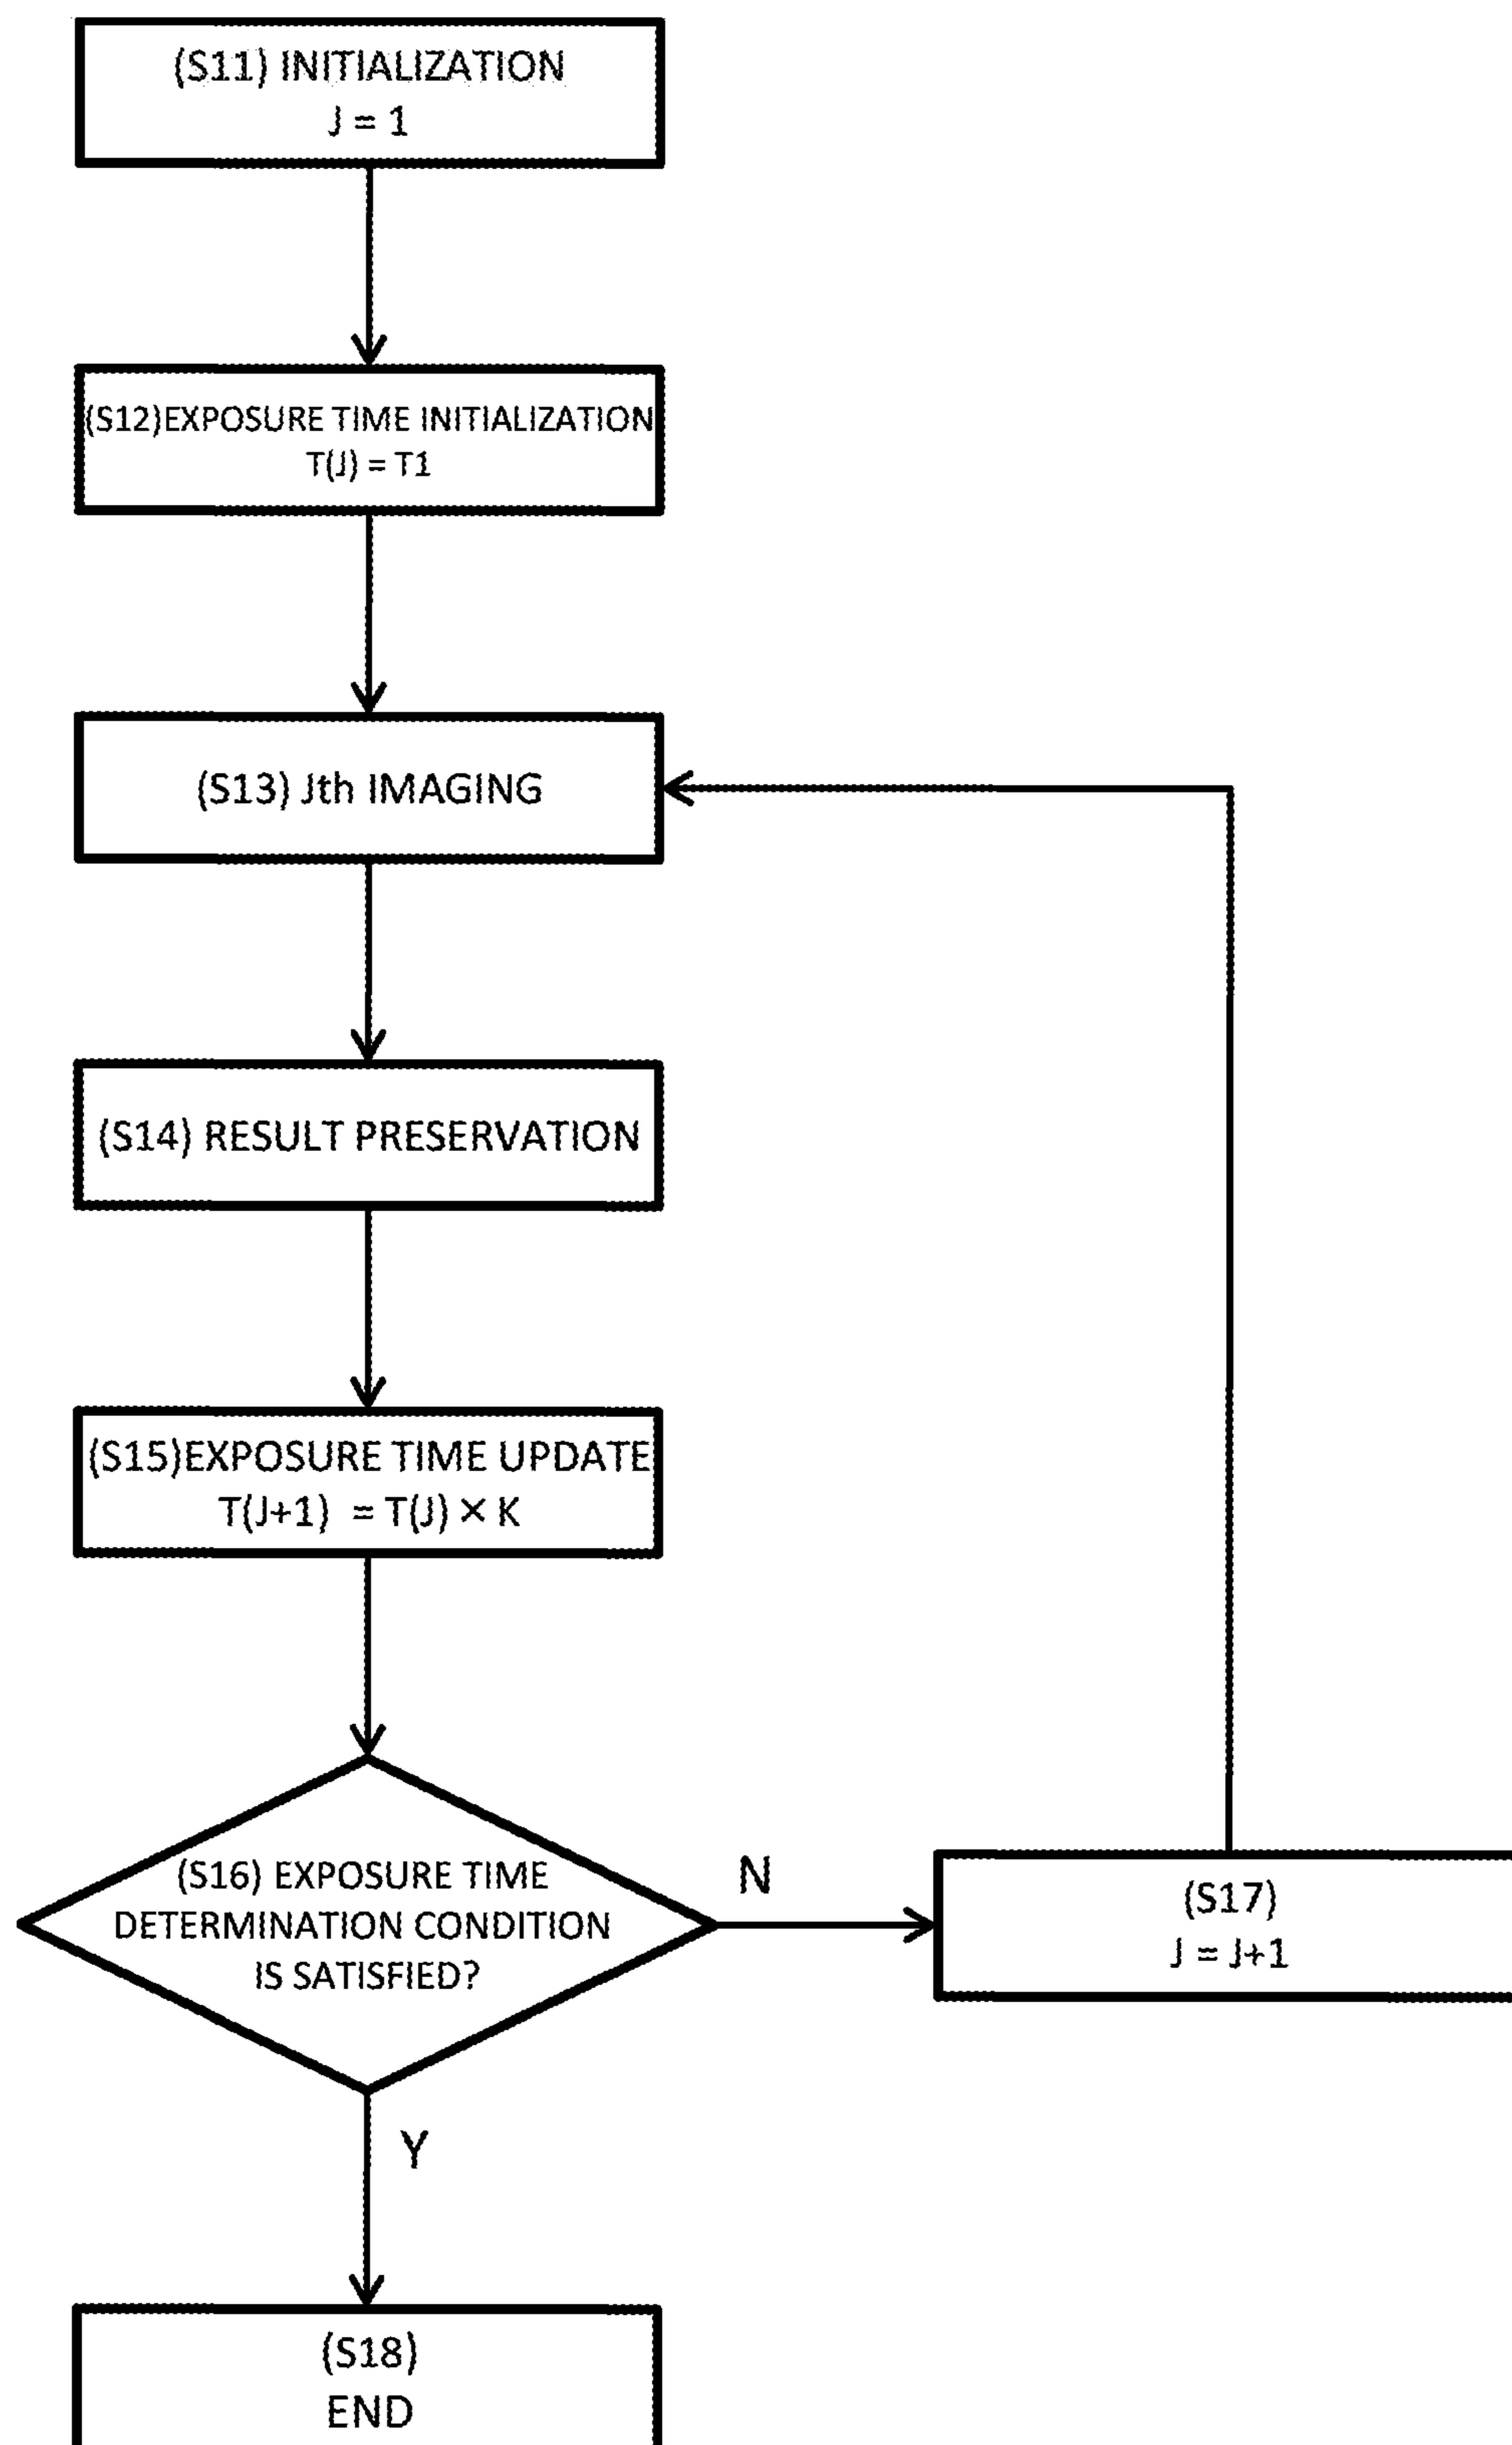 (S11) INITIALIZATION
J = 1
(S12)EXPOSURE TIME INITIALIZATION
T(J) = T1
(S13) Jth IMAGING
(S14) RESULT PRESERVATION
(S15)EXPOSURE TIME UPDATE
T(J+1) = T(J) × K
(S16) EXPOSURE TIME
DETERMINATION CONDITION
IS SATISFIED?
N
(S17)
J = J+1
Y
(S18)
END